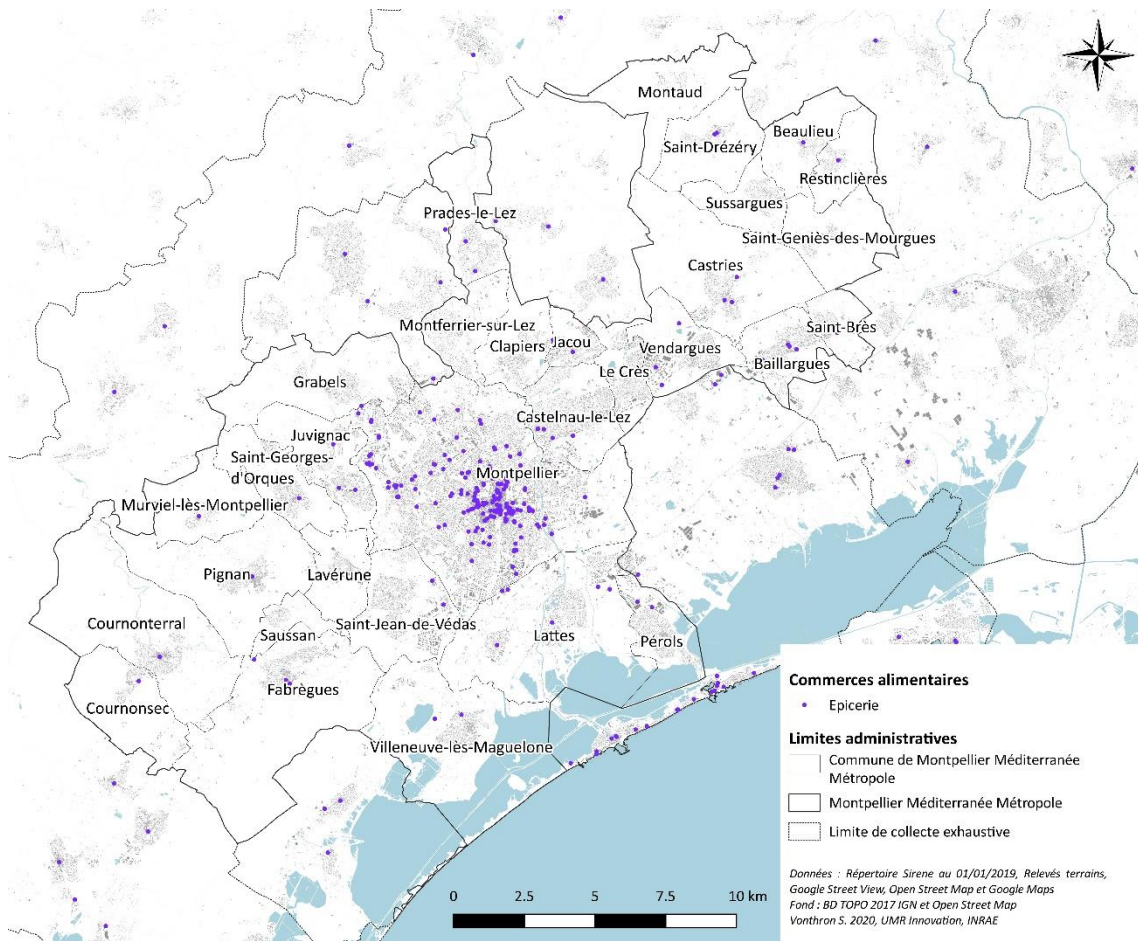 Montaud
Beaulieu
Saint-Drézéry
Restinclières
Sussargues
Prades-le-Lez
Saint-Geniès-des-Mourgues
Castries
Montferrier-sur-Lez
Clapiers
Jacou
Vendargues
Saint-Brès
Le Crès
Baillargues
Grabels
Castelnau-le-Lez
Juvignac
Saint-Georges-
d'Orques
Montpellier
Murviel-lès-Montpellier
Pignan
Lavérune
Cournonterral
Saussan
Saint-Jean-de-Védas
Lattes
Pérols
Fabrègues
Cournonsec
Villeneuve-lès-Maguelone
0 2.5 5 7.5 10 km
Commerces alimentaires
Epicerie
Limites administratives
Commune de Montpellier Méditerranée
Métropole
Montpellier Méditerranée Métropole
Limite de collecte exhaustive
Données : Répertoire Sirene au 01/01/2019, Relevés terrains,
Google Street View, Open Street Map et Google Maps
Fond : BD TOPO 2017 IGN et Open Street Map
Vonthron S. 2020, UMR Innovation, INRAE